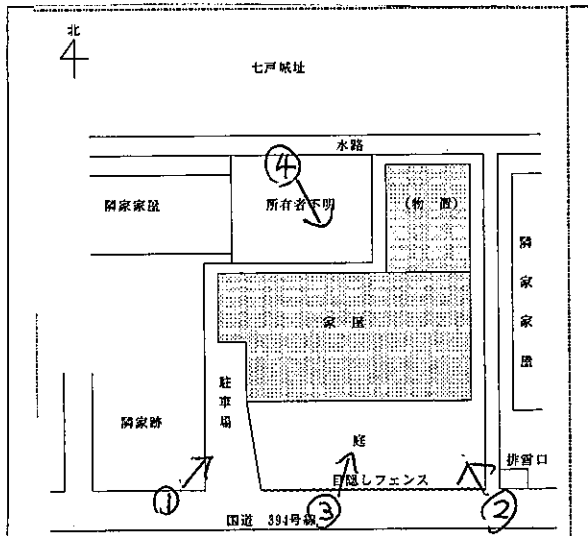 北
七戸城址
水路
④
隣家家屋
所有者不明
(物置)
隣家家屋
家屋
駐車場
隣家跡
庭
排雪口
目隠しフェンス
①
③
②
国道 394号線